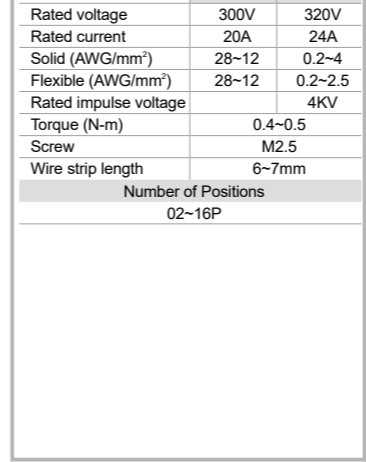 Rated voltage 300V 320V
Rated current 20A 24A
Solid (AWG/mm²) 28~12 0.2~4
Flexible (AWG/mm²) 28~12 0.2~2.5
Rated impulse voltage 4KV
Torque (N-m) 0.4~0.5
Screw M2.5
Wire strip length 6~7mm
Number of Positions
02~16P